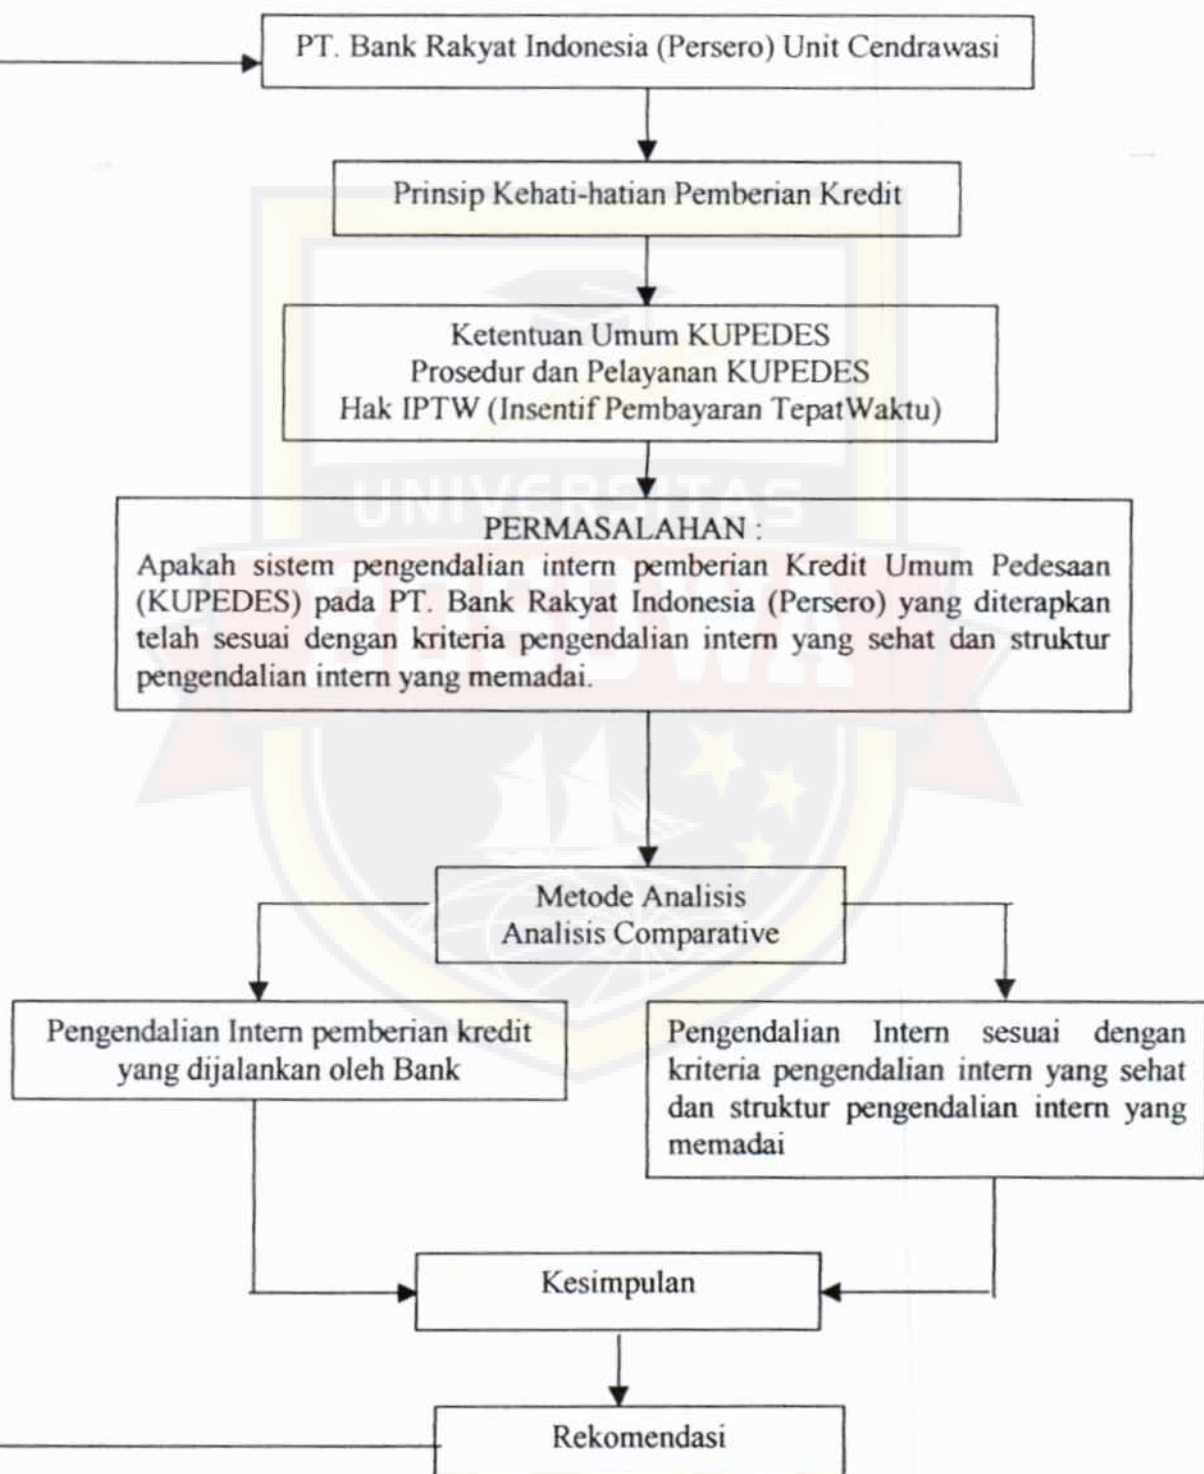 PT. Bank Rakyat Indonesia (Persero) Unit Cendrawasi
Prinsip Kehati-hatian Pemberian Kredit
Ketentuan Umum KUPEDES
Prosedur dan Pelayanan KUPEDES
Hak IPTW (Insentif Pembayaran TepatWaktu)
UNIVERSITAS
BOSOWA
PERMASALAHAN :
Apakah sistem pengendalian intern pemberian Kredit Umum Pedesaan
(KUPEDES) pada PT. Bank Rakyat Indonesia (Persero) yang diterapkan
telah sesuai dengan kriteria pengendalian intern yang sehat dan struktur
pengendalian intern yang memadai.
Metode Analisis
Analisis Comparative
Pengendalian Intern pemberian kredit
yang dijalankan oleh Bank
Pengendalian Intern sesuai dengan
kriteria pengendalian intern yang sehat
dan struktur pengendalian intern yang
memadai
Kesimpulan
Rekomendasi